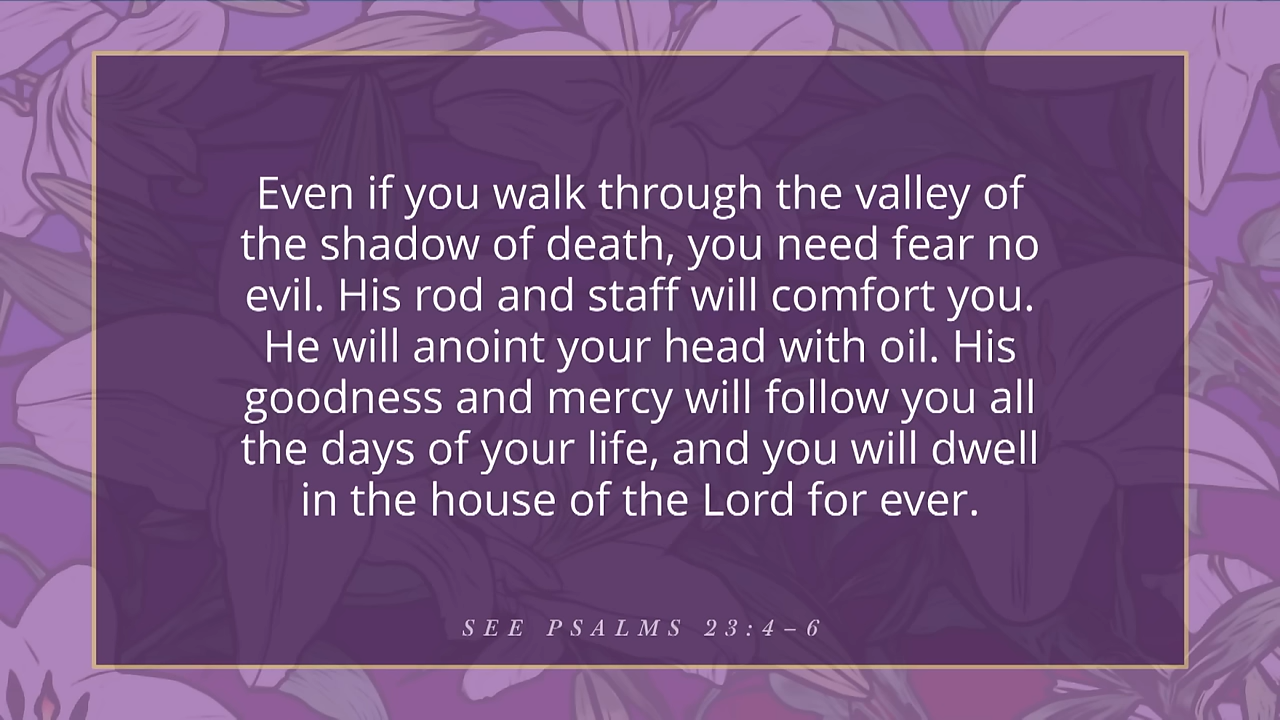 Even if you walk through the valley of
the shadow of death, you need fear no
evil. His rod and staff will comfort you.
He will anoint your head with oil. His
goodness and mercy will follow you all
the days of your life, and you will dwell
in the house of the Lord for ever.
SEE PSALMS 23:4–6